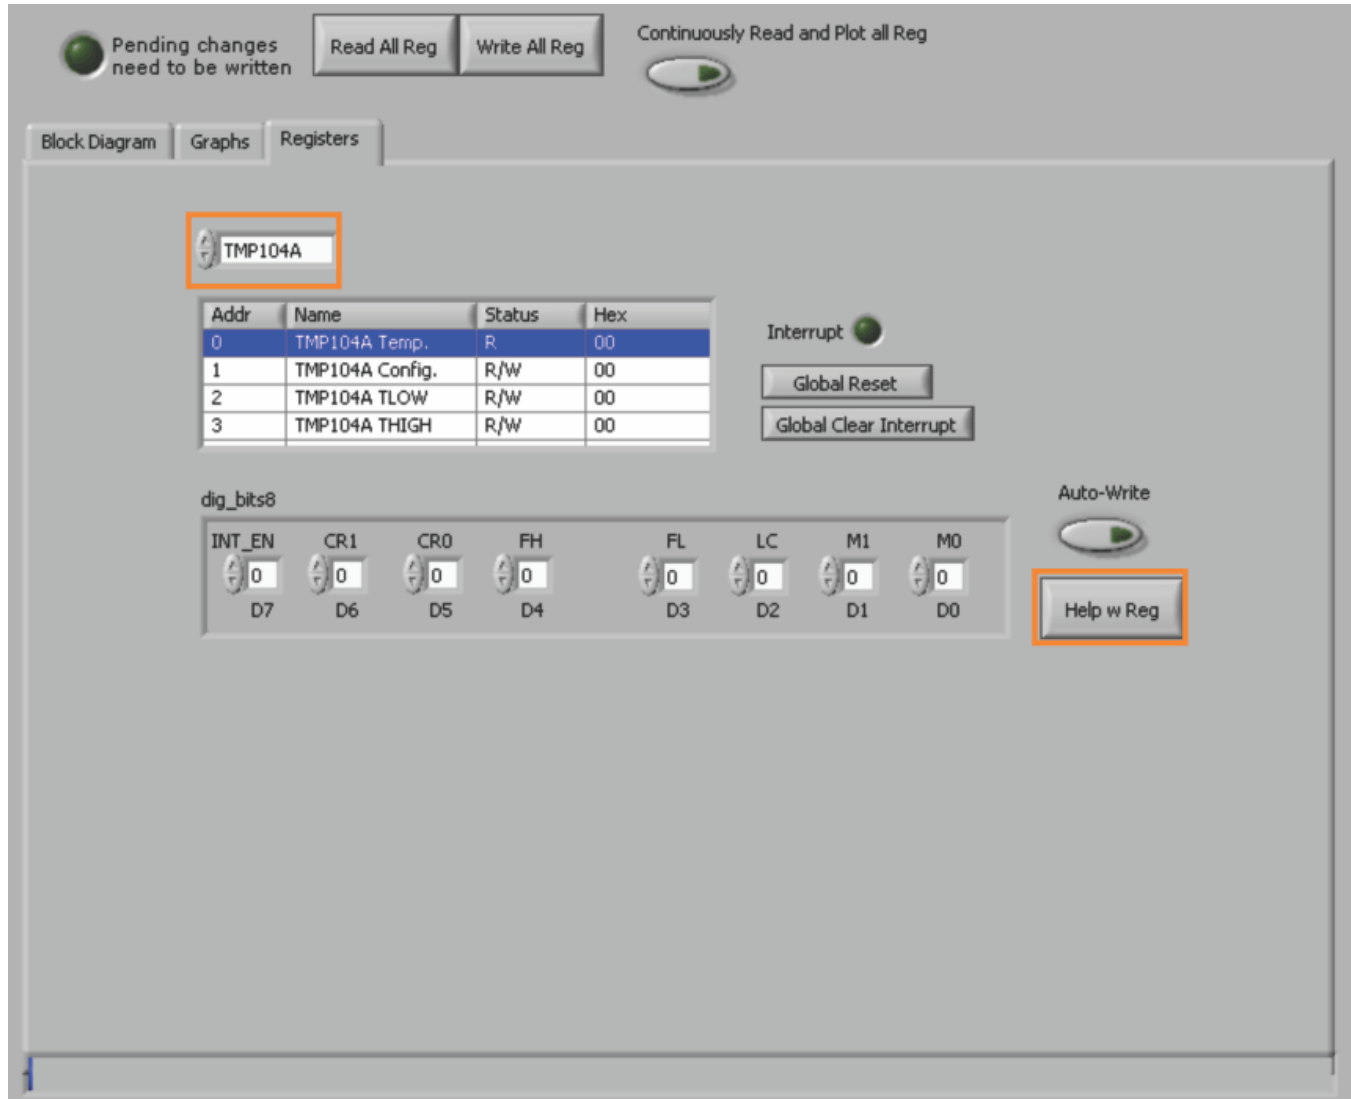 Pending changes
need to be written
Read All Reg
Write All Reg
Continuously Read and Plot all Reg
Block Diagram
Graphs
Registers
TMP104A
Addr Name Status Hex
0 TMP104A Temp. R 00
1 TMP104A Config. R/W 00
2 TMP104A TLOW R/W 00
3 TMP104A THIGH R/W 00
Interrupt
Global Reset
Global Clear Interrupt
dig_bits8
INT_EN CR1 CR0 FH FL LC M1 M0
0 0 0 0 0 0 0 0
D7 D6 D5 D4 D3 D2 D1 D0
Auto-Write
Help w Reg